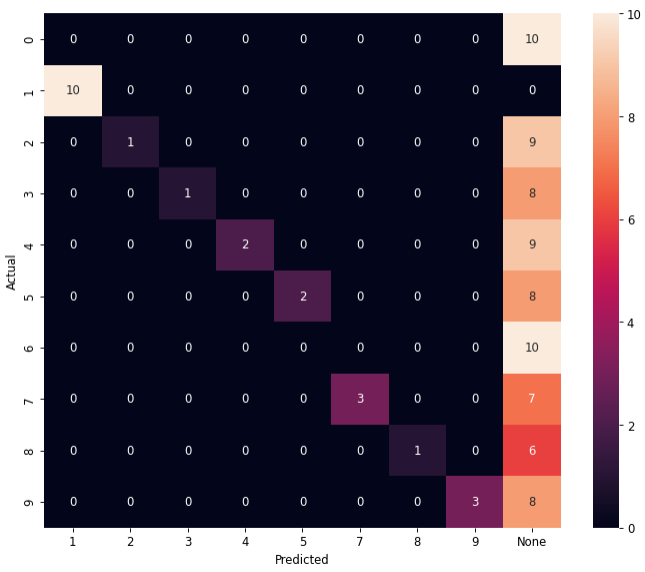 0 0 0 0 0 0 0 0 0 10
1 10 0 0 0 0 0 0 0 0
2 0 1 0 0 0 0 0 0 9
3 0 0 1 0 0 0 0 0 8
4 0 0 0 2 0 0 0 0 9
5 0 0 0 0 2 0 0 0 8
6 0 0 0 0 0 0 0 0 10
7 0 0 0 0 0 3 0 0 7
8 0 0 0 0 0 0 1 0 6
9 0 0 0 0 0 0 0 3 8
1 2 3 4 5 7 8 9 None
Predicted
Actual
10
8
6
4
2
0